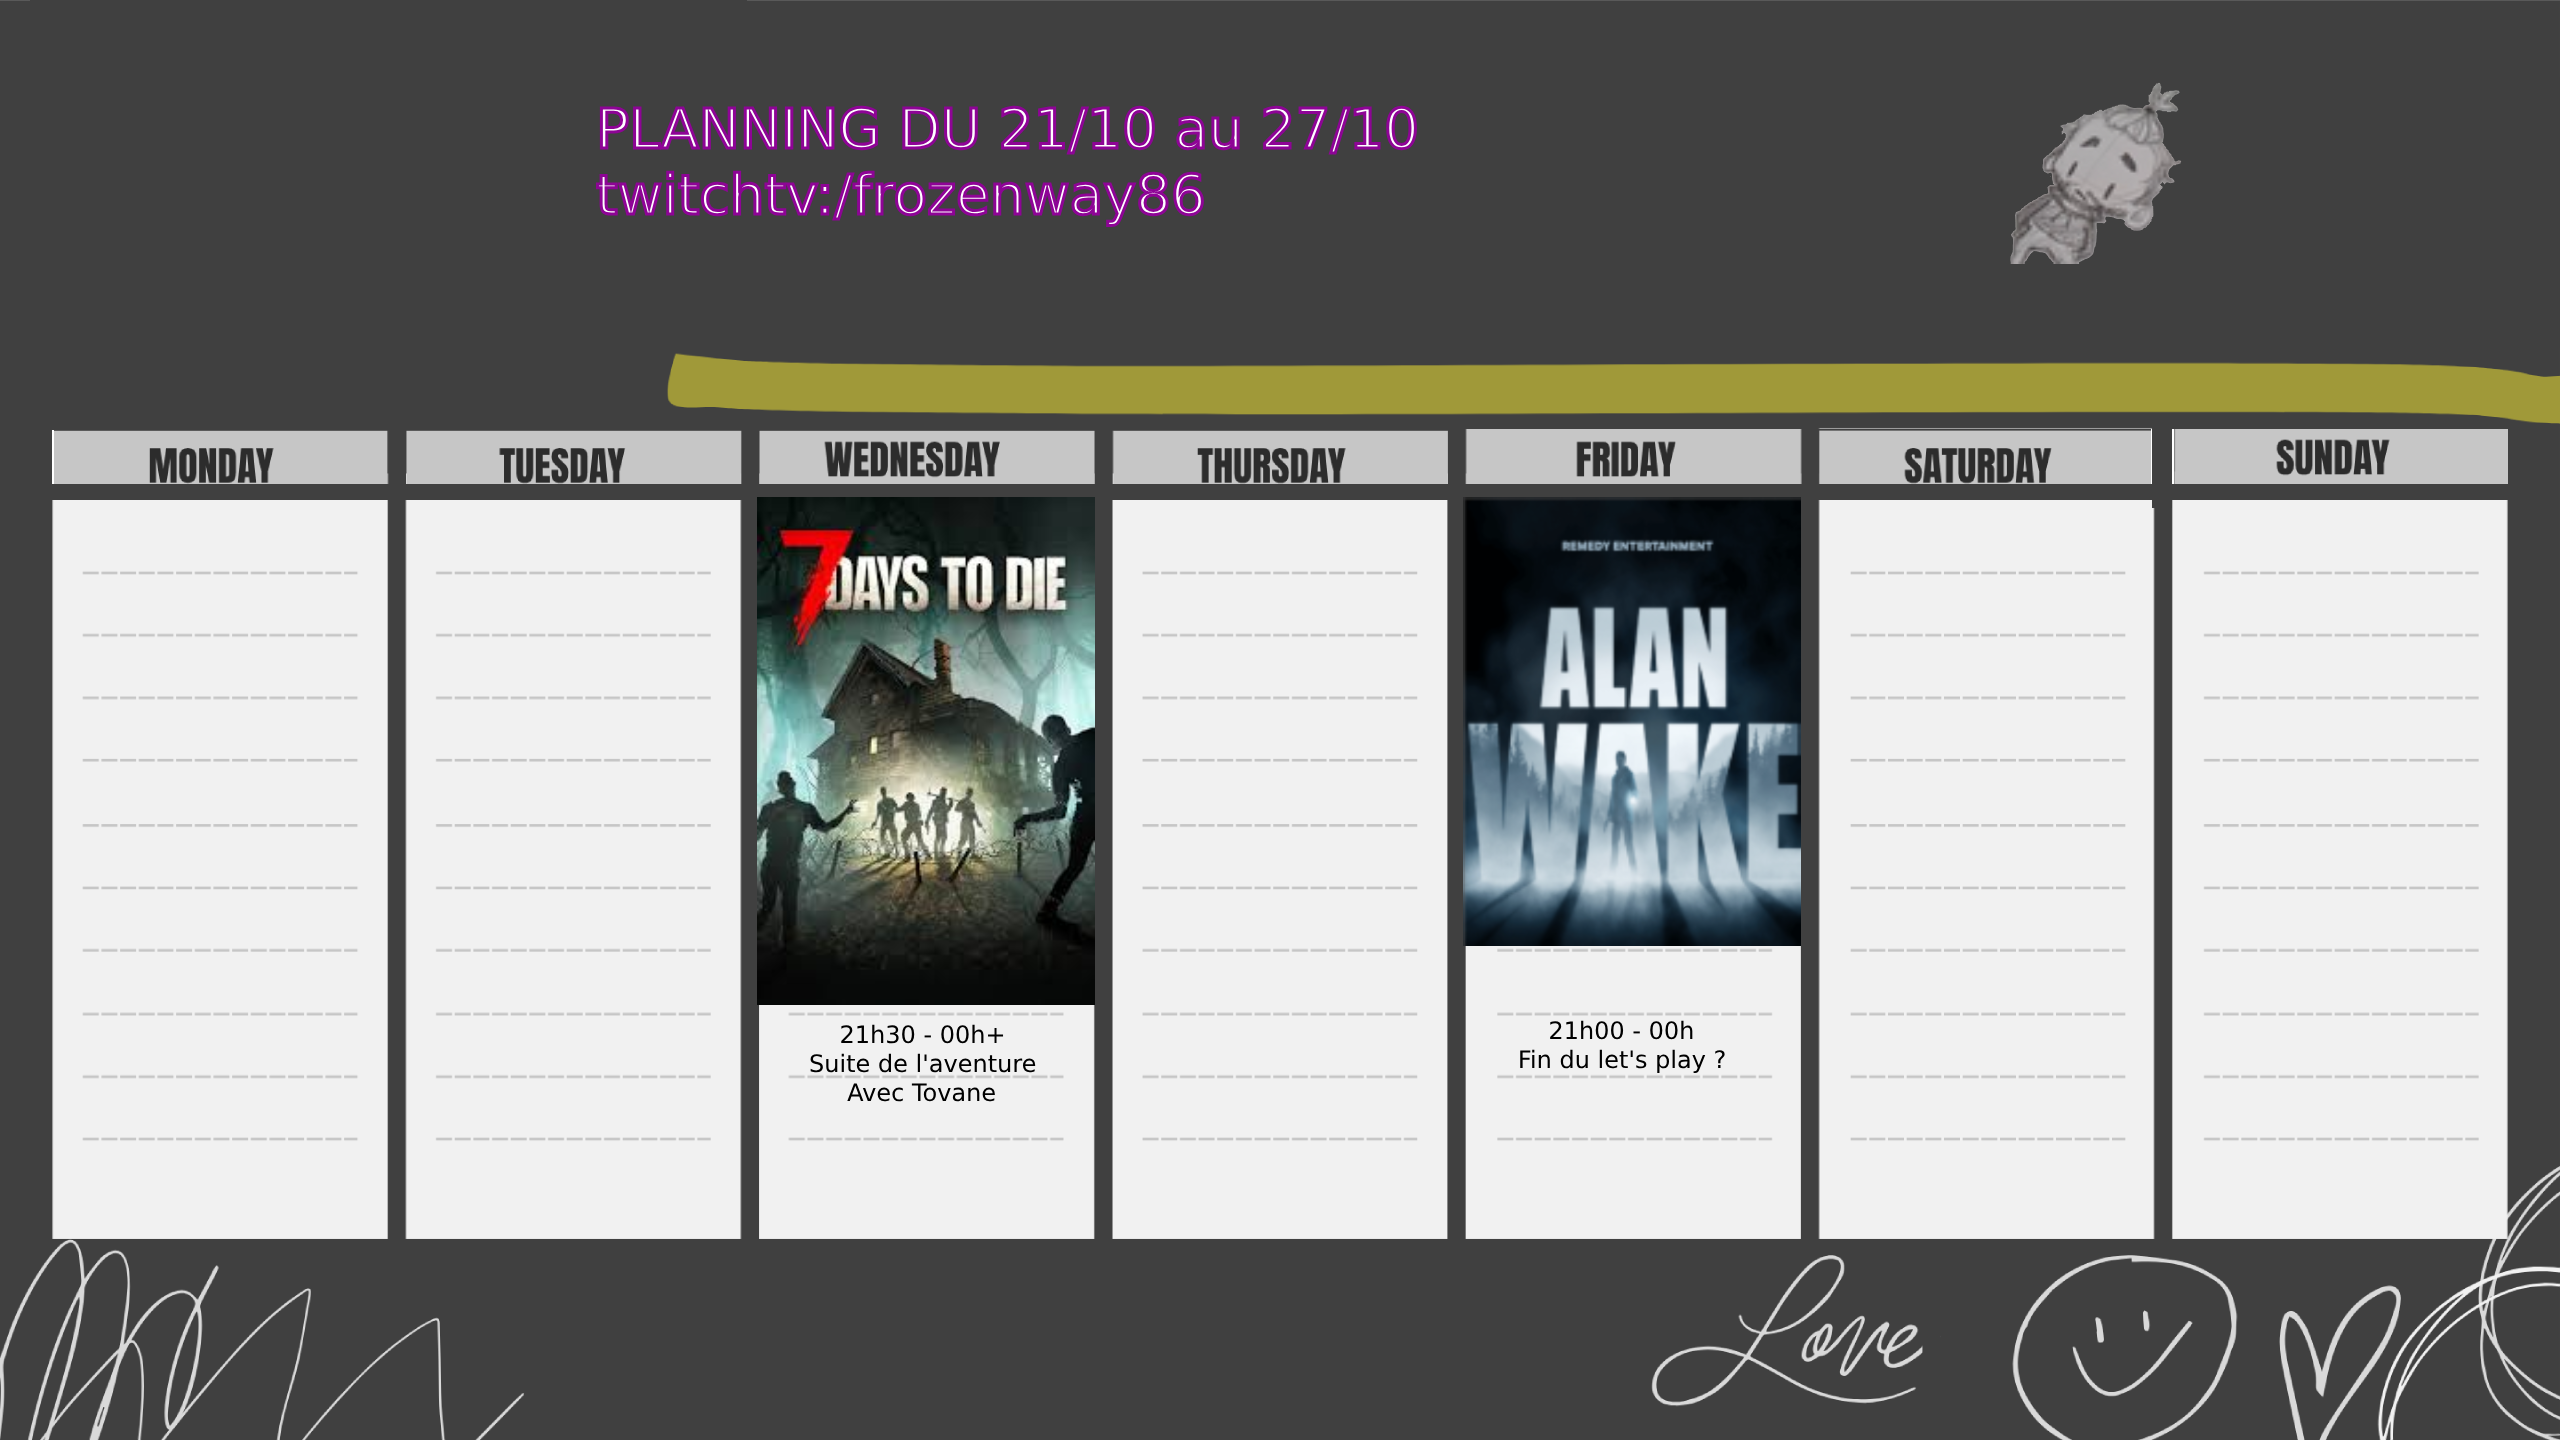 PLANNING DU 21/10 au 27/10
twitchtv:/frozenway86
MONDAY
TUESDAY
WEDNESDAY
THURSDAY
FRIDAY
SATURDAY
SUNDAY
7 DAYS TO DIE
21h30 - 00h+
Suite de l'aventure
Avec Tovane
REMEDY ENTERTAINMENT
ALAN
WAKE
21h00 - 00h
Fin du let's play ?
Love